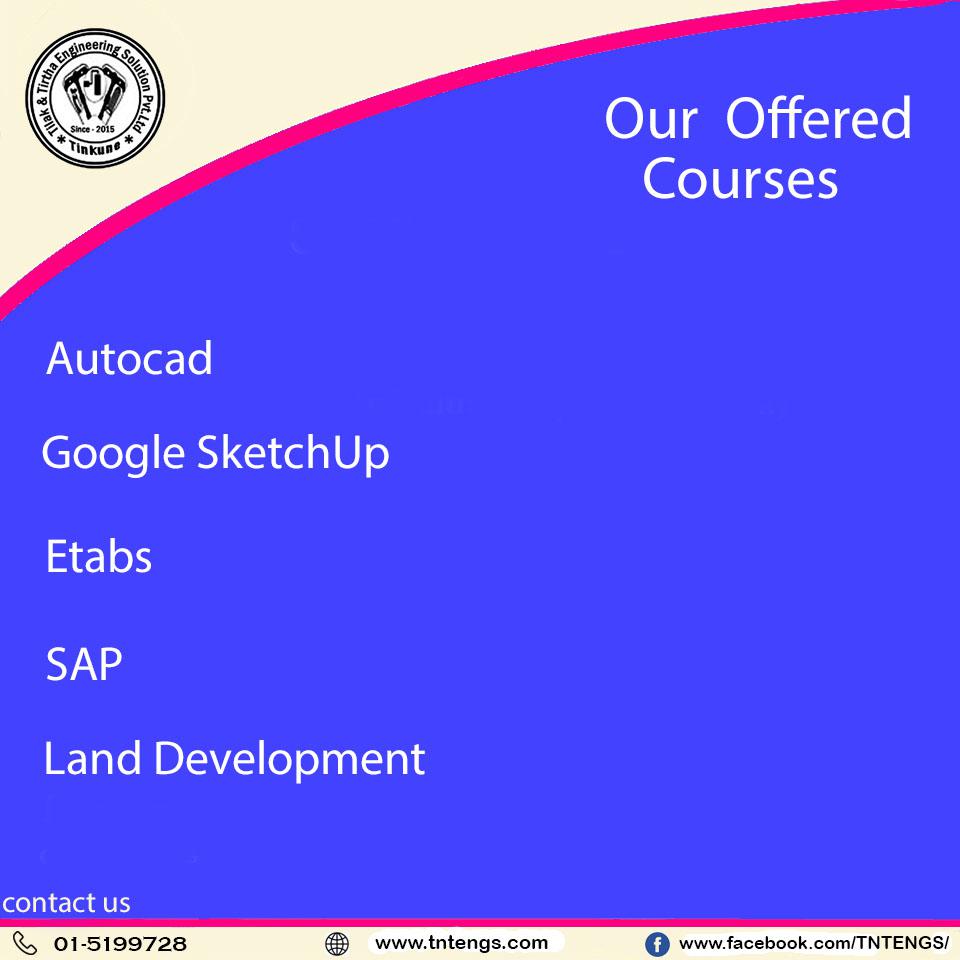 Tilak & Tirtha Engineering Solution Pvt.Ltd
Since - 2015
* Tinkune *
Our Offered
Courses
Autocad
Google SketchUp
Etabs
SAP
Land Development
contact us
01-5199728
www.tntengs.com
www.facebook.com/TNTENGS/